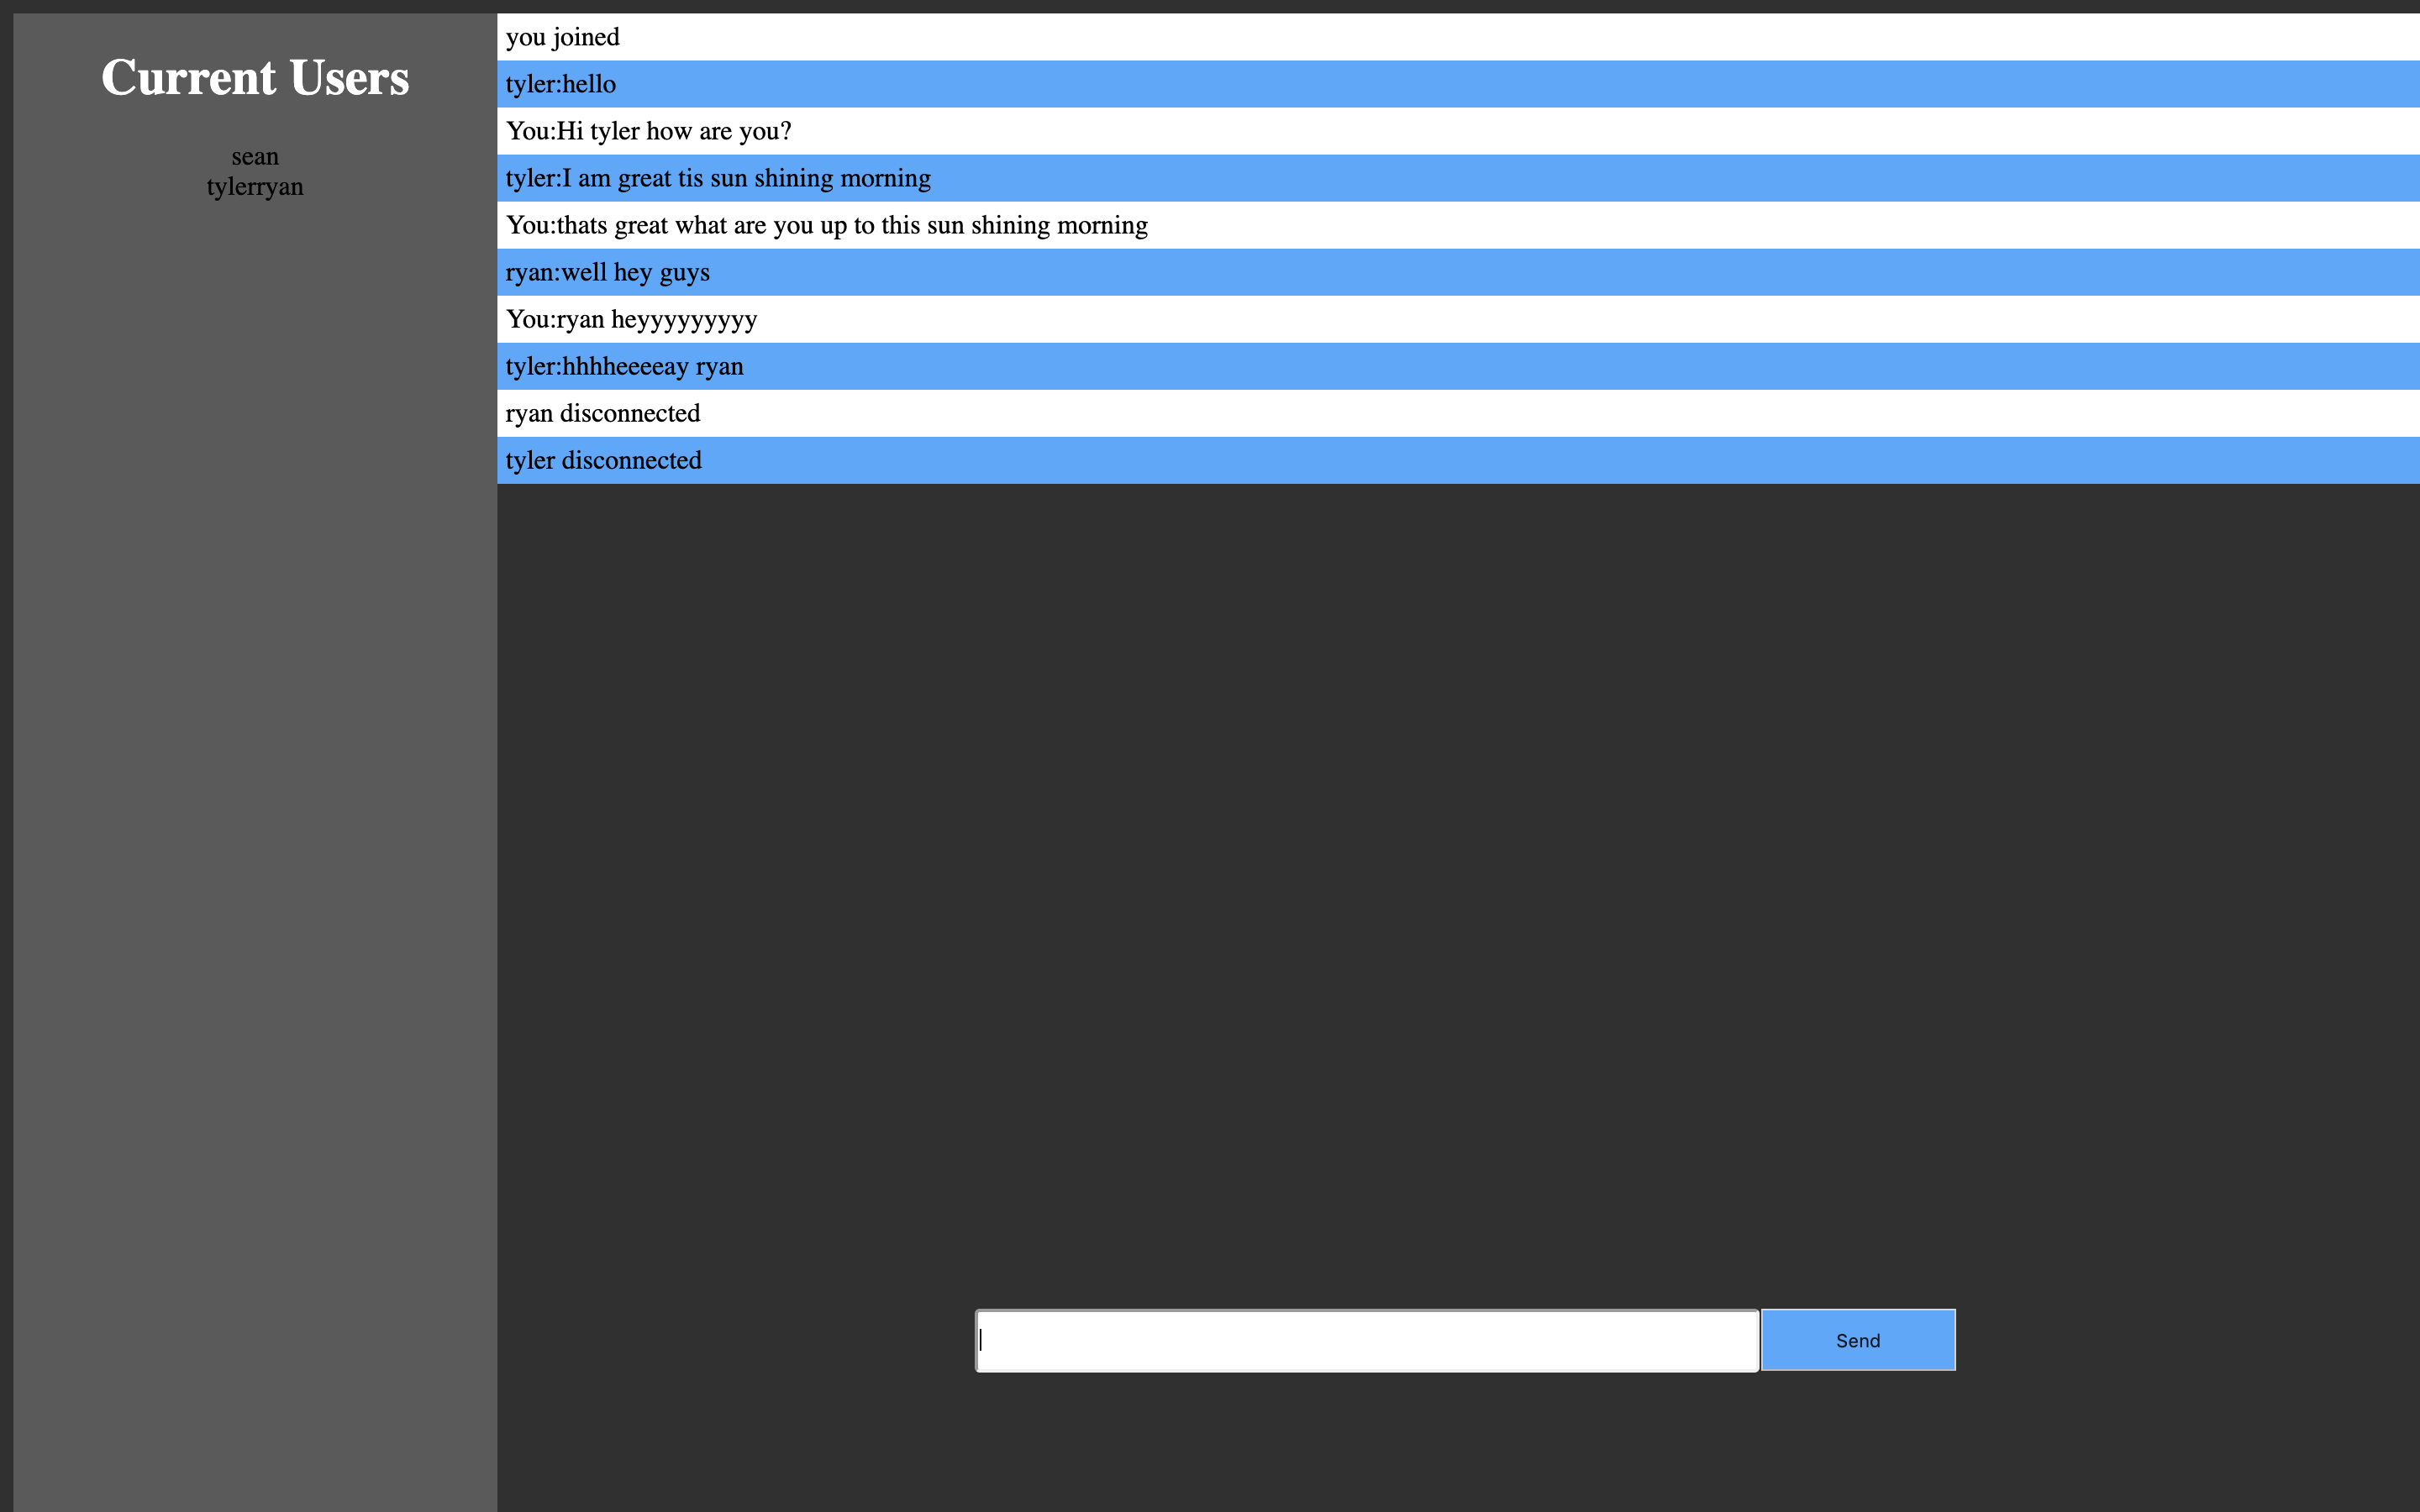 Current Users
sean
tylerryan
you joined
tyler:hello
You:Hi tyler how are you?
tyler:I am great tis sun shining morning
You:thats great what are you up to this sun shining morning
ryan:well hey guys
You:ryan heyyyyyyyyy
tyler:hhhheeeeay ryan
ryan disconnected
tyler disconnected
Send